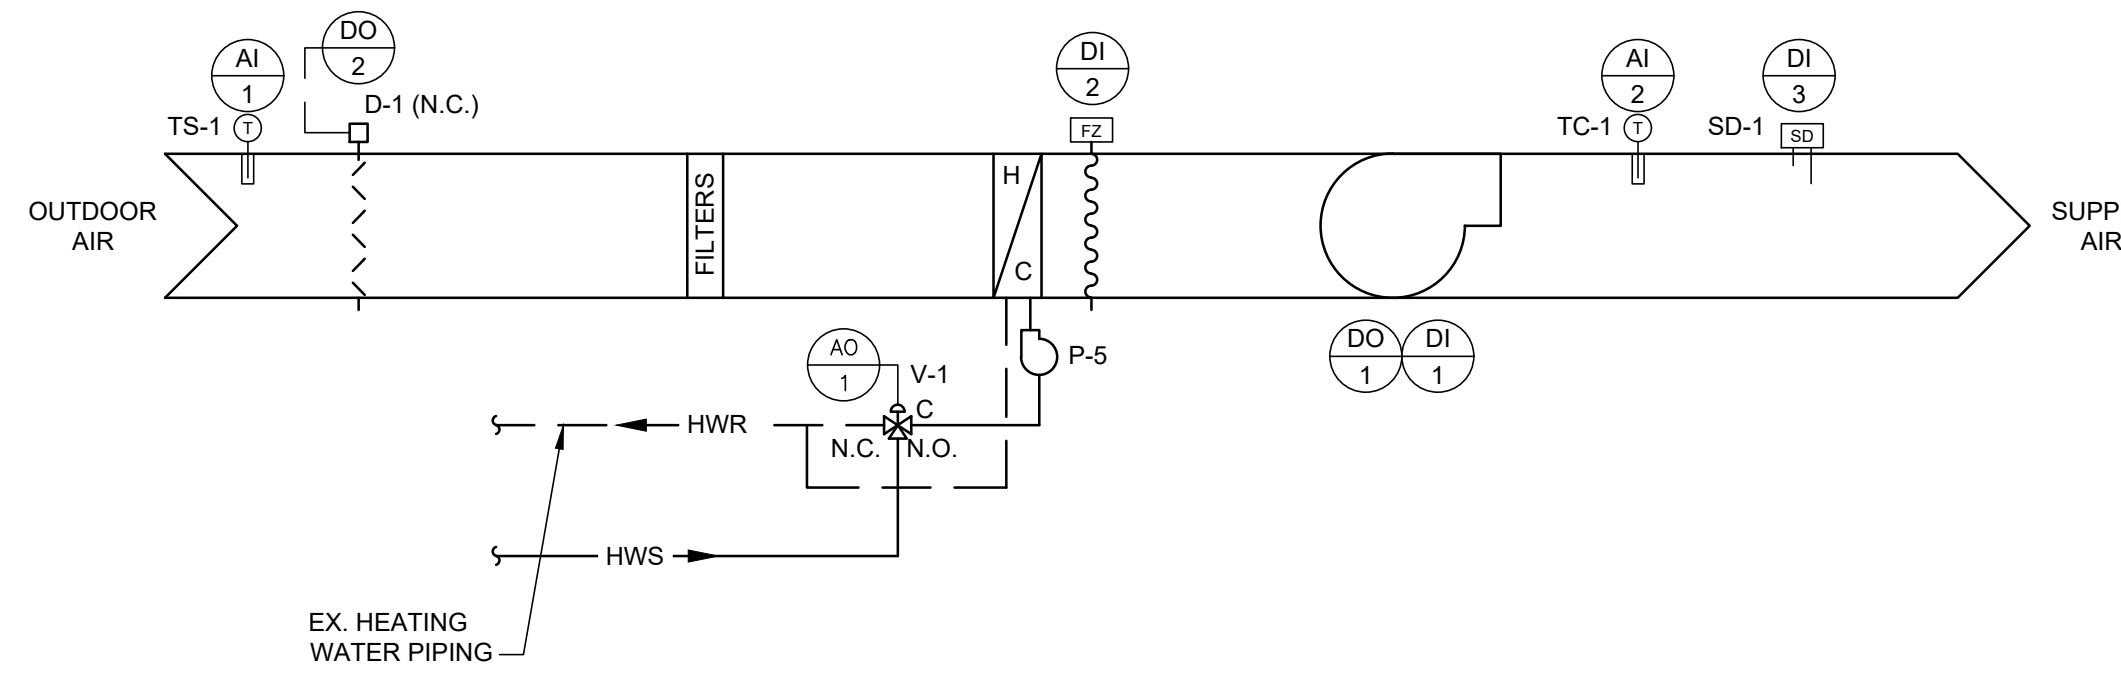 DO
2
AI
1
D-1 (N.C.)
TS-1
T
DI
2
FZ
AI
2
TC-1
T
DI
3
SD-1
SD
OUTDOOR
AIR
FILTERS
H
C
SUPP
AIR
DO
1
DI
1
AO
1
V-1
C
P-5
HWR
N.C.
N.O.
HWS
EX. HEATING
WATER PIPING